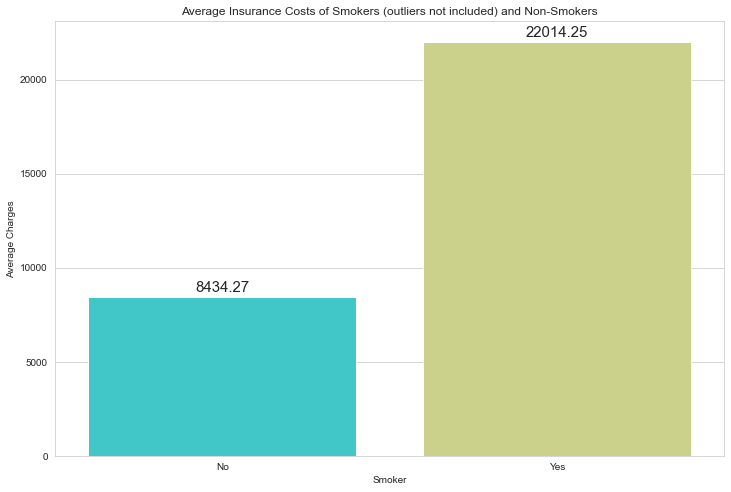 Average Insurance Costs of Smokers (outliers not included) and Non-Smokers
22014.25
20000
15000
Average Charges
10000
8434.27
5000
0
No
Yes
Smoker